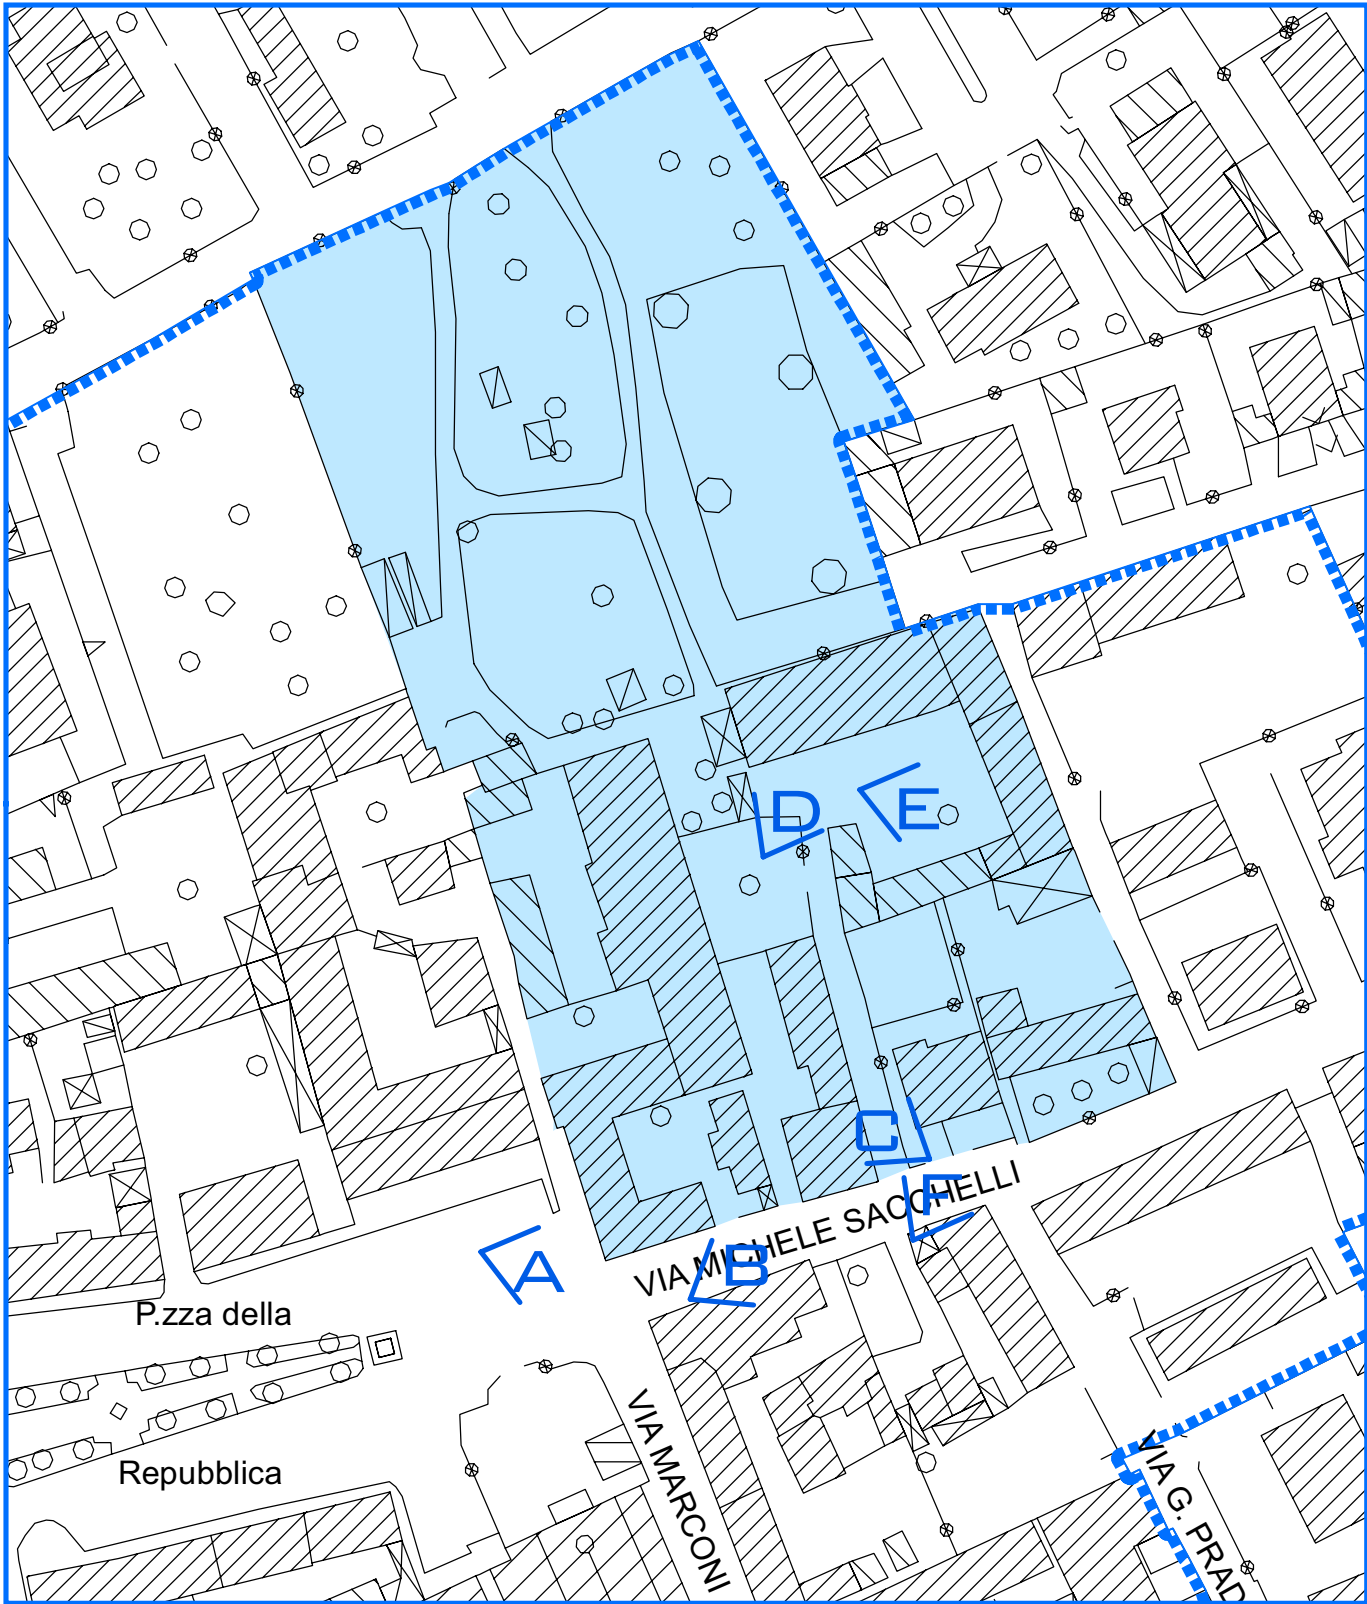 D
E
C
F
VIA MICHELE SACCHELLI
A
B
P.zza della
Repubblica
VIA MARCONI
VIA G. PRAD